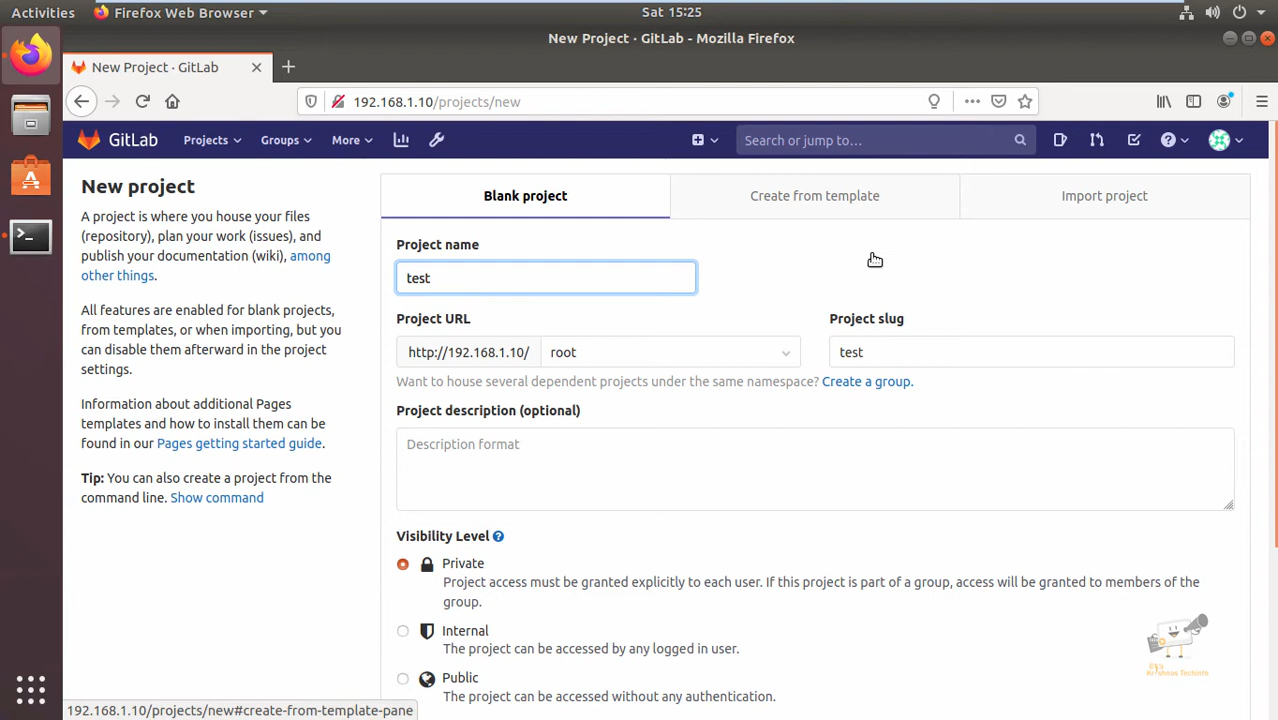 Activities
Firefox Web Browser
Sat 15:25
New Project · GitLab - Mozilla Firefox
New Project · GitLab
192.168.1.10/projects/new
GitLab
Projects
Groups
More
Search or jump to…
New project
A project is where you house your files
(repository), plan your work (issues), and
publish your documentation (wiki), among
other things.
All features are enabled for blank projects,
from templates, or when importing, but you
can disable them afterward in the project
settings.
Information about additional Pages
templates and how to install them can be
found in our Pages getting started guide.
Tip: You can also create a project from the
command line. Show command
Blank project
Create from template
Import project
Project name
test
Project URL
Project slug
http://192.168.1.10/
root
test
Want to house several dependent projects under the same namespace? Create a group.
Project description (optional)
Description format
Visibility Level
Private
Project access must be granted explicitly to each user. If this project is part of a group, access will be granted to members of the
group.
Internal
The project can be accessed by any logged in user.
Public
The project can be accessed without any authentication.
Krishnas Techinfo
192.168.1.10/projects/new#create-from-template-pane